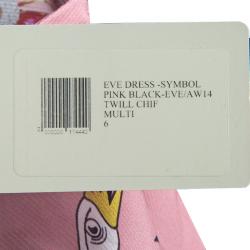 EVE DRESS -SYMBOL
PINK BLACK-EVE/AW14
TWILL CHIF
MULTI
6